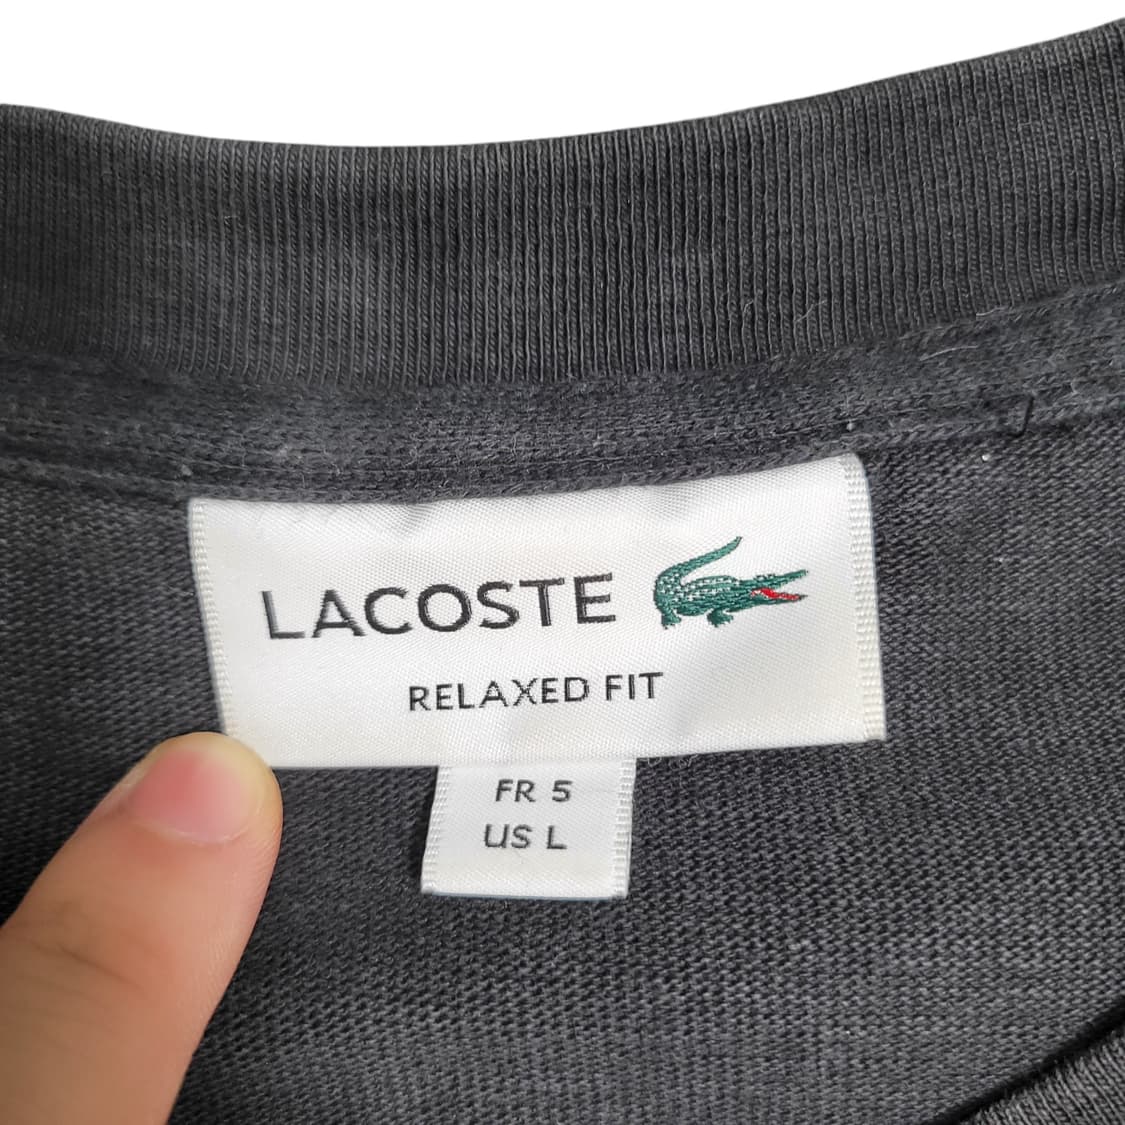 LACOSTE
RELAXED FIT
FR 5
US L